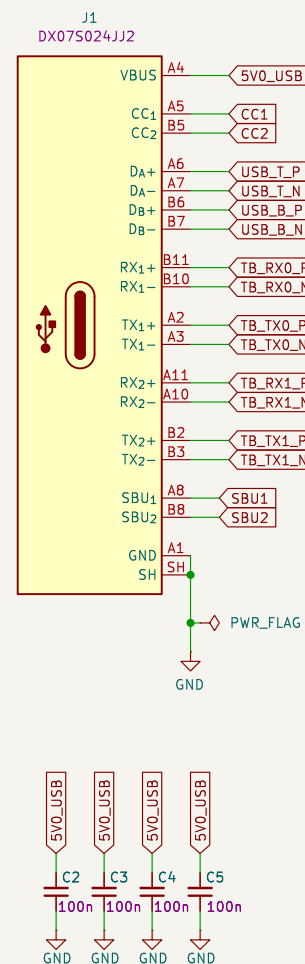 J1
DX07S024JJ2
VBUS A4 5V0_USB
CC1 A5 CC1
CC2 B5 CC2
DA+ A6 USB_T_P
DA− A7 USB_T_N
DB+ B6 USB_B_P
DB− B7 USB_B_N
RX1+ B11 TB_RX0_P
RX1− B10 TB_RX0_N
TX1+ A2 TB_TX0_P
TX1− A3 TB_TX0_N
RX2+ A11 TB_RX1_P
RX2− A10 TB_RX1_N
TX2+ B2 TB_TX1_P
TX2− B3 TB_TX1_N
SBU1 A8 SBU1
SBU2 B8 SBU2
GND A1
SH SH
PWR_FLAG
GND
5V0_USB 5V0_USB 5V0_USB 5V0_USB
C2 C3 C4 C5
100n 100n 100n 100n
GND GND GND GND